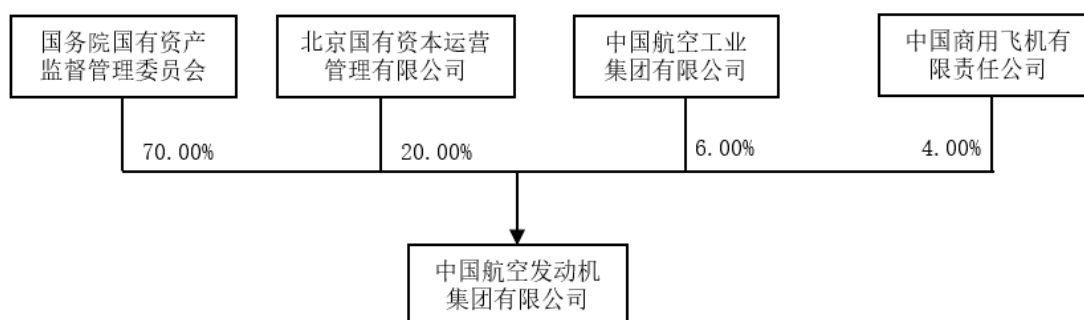 国务院国有资产
监督管理委员会
北京国有资本运营
管理有限公司
中国航空工业
集团有限公司
中国商用飞机有
限责任公司
70.00%
20.00%
6.00%
4.00%
中国航空发动机
集团有限公司